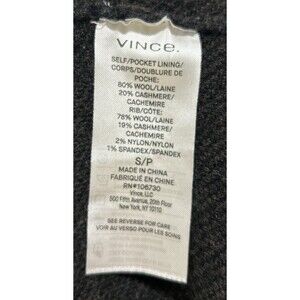 VINCE.
SELF/POCKET LINING/
CORPS/DOUBLURE DE
POCHE:
80% WOOL/LAINE
20% CASHMERE/
CACHEMIRE
RIB/CÔTE:
78% WOOL/LAINE
19% CASHMERE/
CACHEMIRE
2% NYLON/NYLON
1% SPANDEX/SPANDEX
S/P
MADE IN CHINA
FABRIQUÉ EN CHINE
RN#106730
Vince, LLC
500 Fifth Avenue, 20th Floor
New York, NY 10110
SEE REVERSE FOR CARE
VOIR AU VERSO POUR LES SOINS